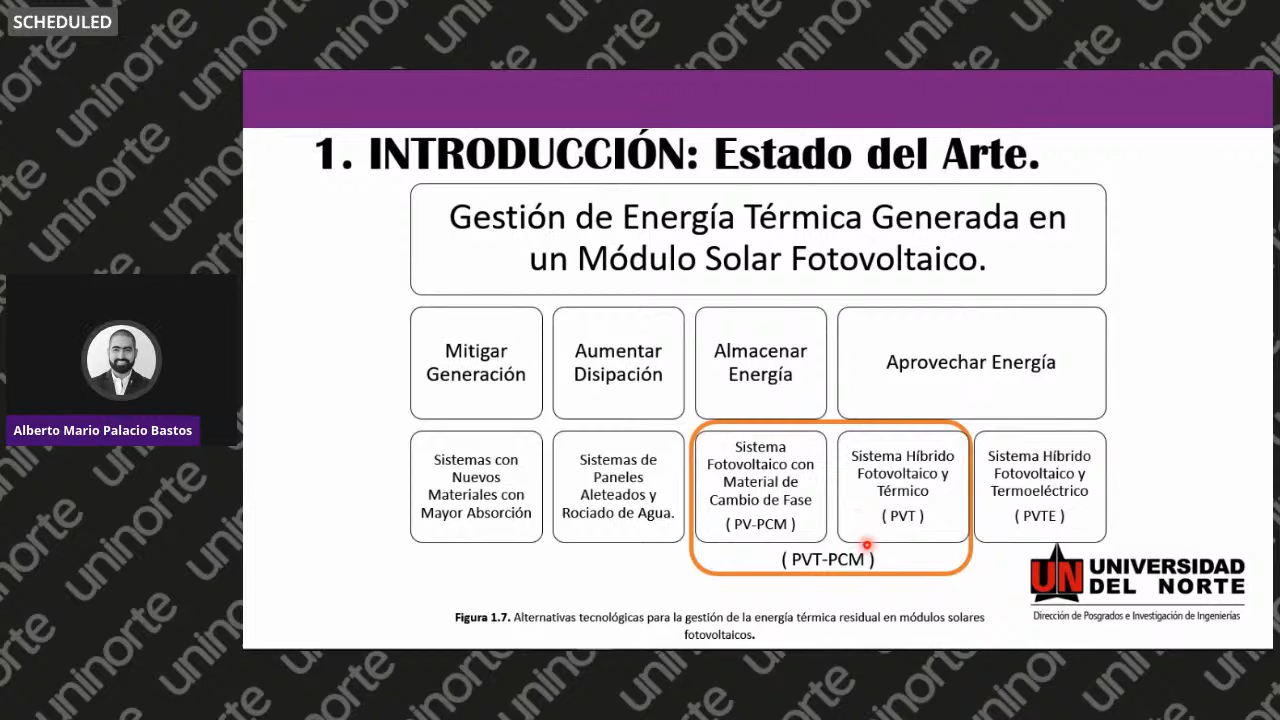 SCHEDULED
1. INTRODUCCIÓN: Estado del Arte.
Gestión de Energía Térmica Generada en
un Módulo Solar Fotovoltaico.
Mitigar
Generación
Aumentar
Disipación
Almacenar
Energía
Aprovechar Energía
Sistemas con
Nuevos
Materiales con
Mayor Absorción
Sistemas de
Paneles
Aleteados y
Rociado de Agua.
Sistema
Fotovoltaico con
Material de
Cambio de Fase
( PV-PCM )
Sistema Híbrido
Fotovoltaico y
Térmico
( PVT )
Sistema Híbrido
Fotovoltaico y
Termoeléctrico
( PVTE )
( PVT-PCM )
Figura 1.7. Alternativas tecnológicas para la gestión de la energía térmica residual en módulos solares
fotovoltaicos.
UN UNIVERSIDAD
DEL NORTE
Dirección de Posgrados e Investigación de Ingenierías
Alberto Mario Palacio Bastos
uninorte